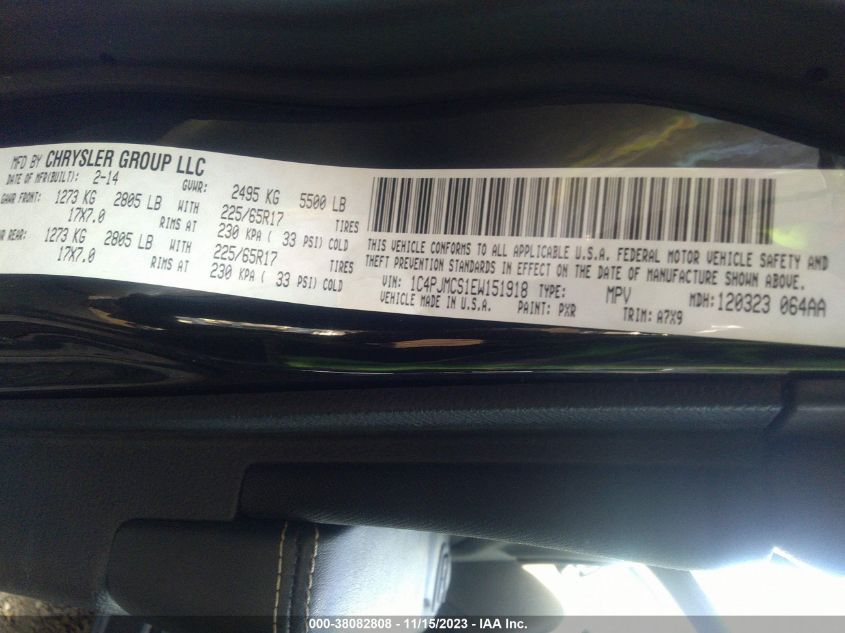 MFD BY CHRYSLER GROUP LLC
DATE OF MFR(BUILT): 2-14 GVWR: 2495 KG 5500 LB
GAWR FRONT: 1273 KG 2805 LB WITH 225/65R17 TIRES
17X7.0 RIMS AT 230 KPA ( 33 PSI) COLD
WR REAR: 1273 KG 2805 LB WITH 225/65R17 TIRES
17X7.0 RIMS AT 230 KPA ( 33 PSI) COLD
THIS VEHICLE CONFORMS TO ALL APPLICABLE U.S.A. FEDERAL MOTOR VEHICLE SAFETY AND
THEFT PREVENTION STANDARDS IN EFFECT ON THE DATE OF MANUFACTURE SHOWN ABOVE.
VIN: 1C4PJMCS1EW151918 TYPE: MPV MDH: 120323 064AA
VEHICLE MADE IN U.S.A. PAINT: PXR TRIM: A7X9
000-38082808 - 11/15/2023 - IAA Inc.